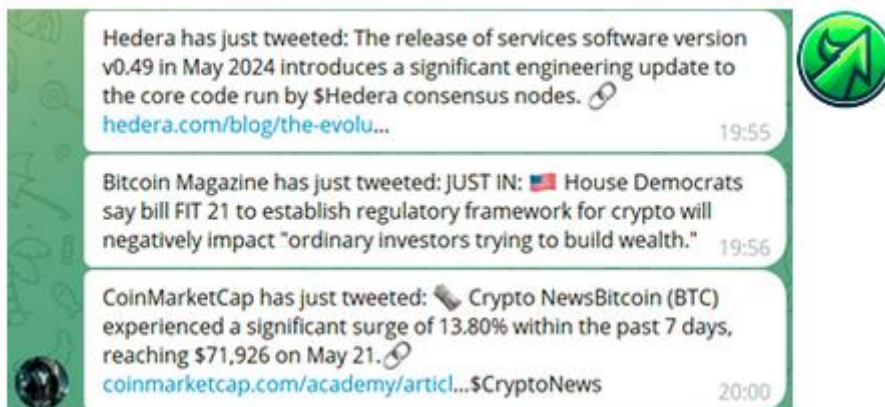 Hedera has just tweeted: The release of services software version
v0.49 in May 2024 introduces a significant engineering update to
the core code run by $Hedera consensus nodes. 🔗
hedera.com/blog/the-evolu...
19:55
Bitcoin Magazine has just tweeted: JUST IN: 🇺🇸 House Democrats
say bill FIT 21 to establish regulatory framework for crypto will
negatively impact "ordinary investors trying to build wealth."
19:56
CoinMarketCap has just tweeted: 🗞️ Crypto NewsBitcoin (BTC)
experienced a significant surge of 13.80% within the past 7 days,
reaching $71,926 on May 21.🔗
coinmarketcap.com/academy/articl...$CryptoNews
20:00